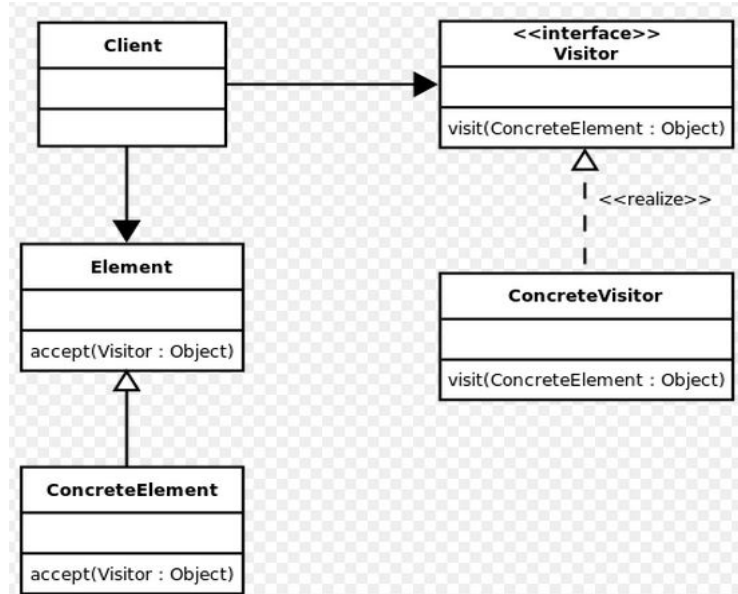 Client
<<interface>>
Visitor
visit(ConcreteElement : Object)
<<realize>>
Element
accept(Visitor : Object)
ConcreteVisitor
visit(ConcreteElement : Object)
ConcreteElement
accept(Visitor : Object)